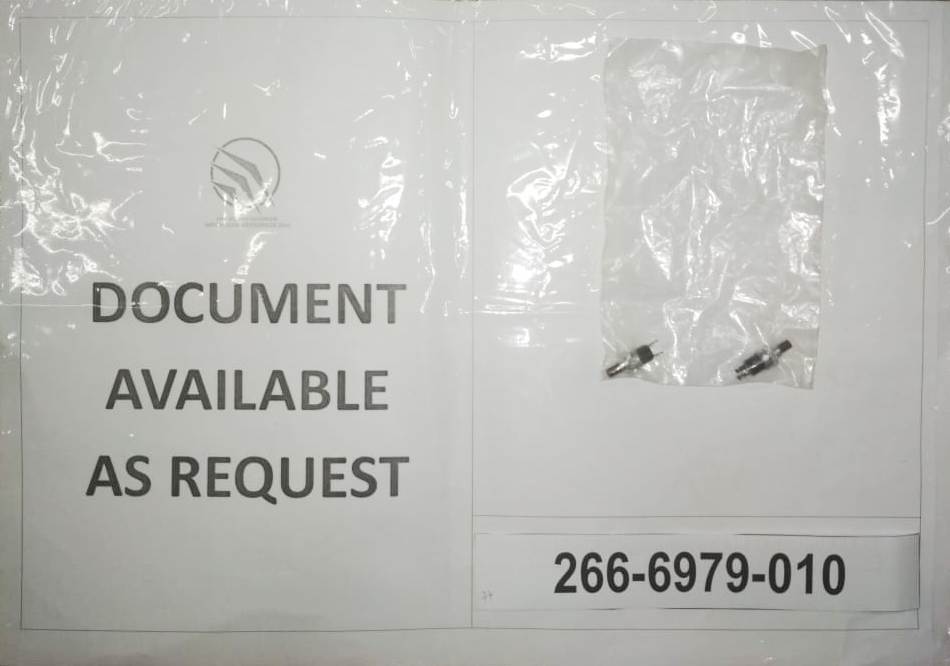 DOCUMENT
AVAILABLE
AS REQUEST
266-6979-010